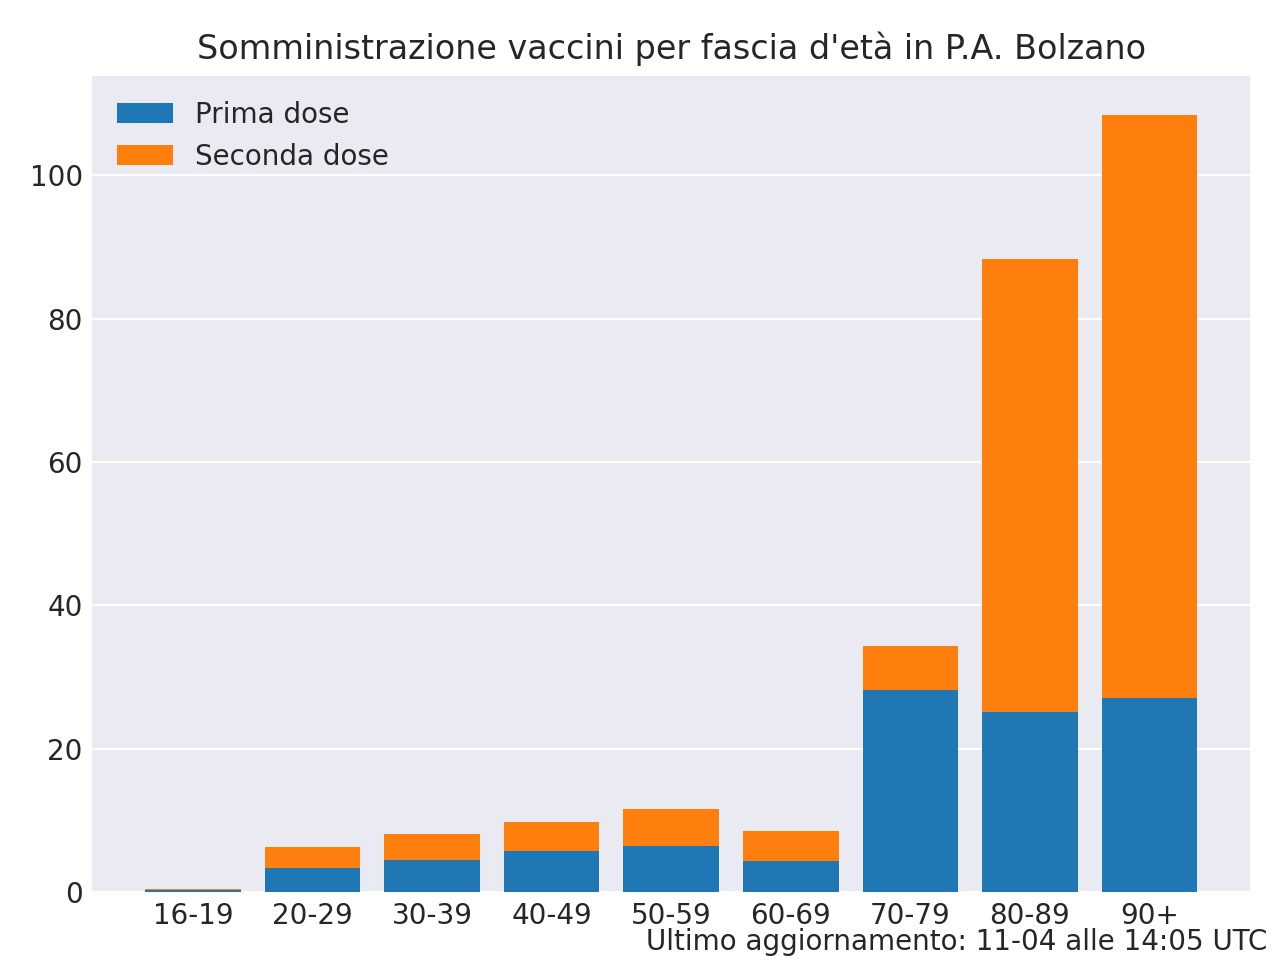 Somministrazione vaccini per fascia d'età in P.A. Bolzano
Prima dose
Seconda dose
100
80
60
40
20
0
16-19 20-29 30-39 40-49 50-59 60-69 70-79 80-89 90+
Ultimo aggiornamento: 11-04 alle 14:05 UTC